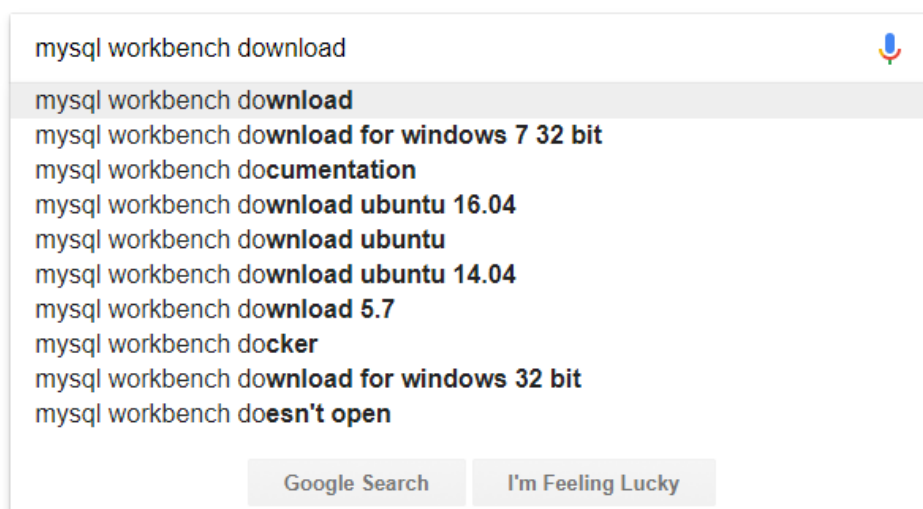 mysql workbench download
mysql workbench download
mysql workbench download for windows 7 32 bit
mysql workbench documentation
mysql workbench download ubuntu 16.04
mysql workbench download ubuntu
mysql workbench download ubuntu 14.04
mysql workbench download 5.7
mysql workbench docker
mysql workbench download for windows 32 bit
mysql workbench doesn't open
Google Search I'm Feeling Lucky